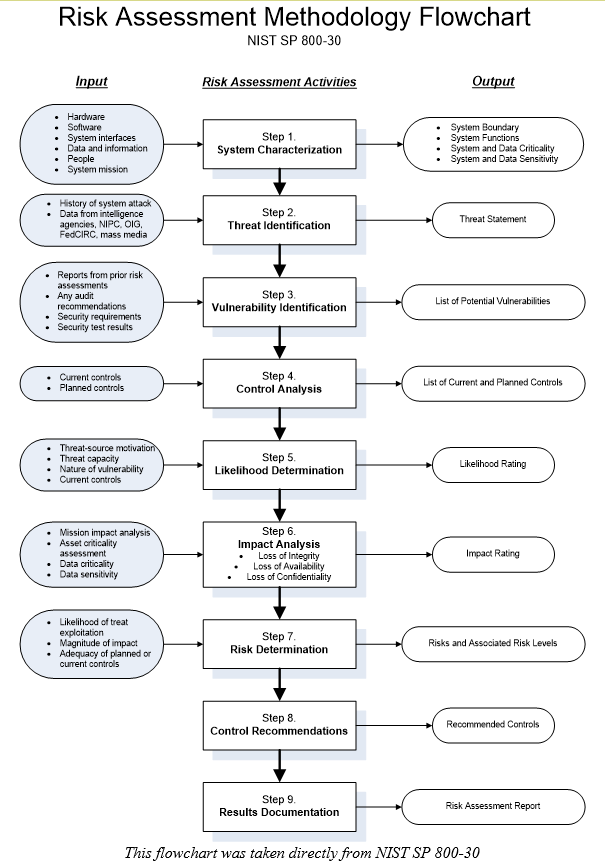 Risk Assessment Methodology Flowchart
NIST SP 800-30
Input
Risk Assessment Activities
Output
• Hardware
• Software
• System interfaces
• Data and information
• People
• System mission
Step 1.
System Characterization
• System Boundary
• System Functions
• System and Data Criticality
• System and Data Sensitivity
• History of system attack
• Data from intelligence
agencies, NIPC, OIG,
FedCIRC, mass media
Step 2.
Threat Identification
Threat Statement
• Reports from prior risk
assessments
• Any audit
recommendations
• Security requirements
• Security test results
Step 3.
Vulnerability Identification
List of Potential Vulnerabilities
• Current controls
• Planned controls
Step 4.
Control Analysis
List of Current and Planned Controls
• Threat-source motivation
• Threat capacity
• Nature of vulnerability
• Current controls
Step 5.
Likelihood Determination
Likelihood Rating
• Mission impact analysis
• Asset criticality
assessment
• Data criticality
• Data sensitivity
Step 6.
Impact Analysis
• Loss of Integrity
• Loss of Availability
• Loss of Confidentiality
Impact Rating
• Likelihood of treat
exploitation
• Magnitude of impact
• Adequacy of planned or
current controls
Step 7.
Risk Determination
Risks and Associated Risk Levels
Step 8.
Control Recommendations
Recommended Controls
Step 9.
Results Documentation
Risk Assessment Report
This flowchart was taken directly from NIST SP 800-30